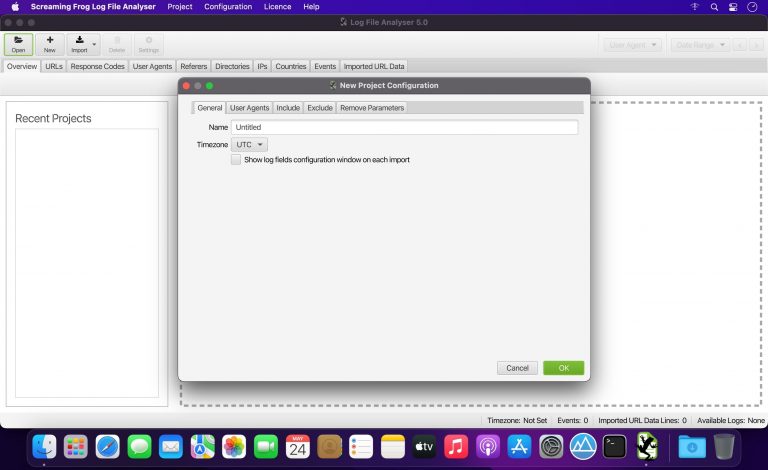 Screaming Frog Log File Analyser Project Configuration Licence Help
Log File Analyser 5.0
Open New Import Delete Settings User Agent Date Range
Overview URLs Response Codes User Agents Referers Directories IPs Countries Events Imported URL Data
New Project Configuration
General User Agents Include Exclude Remove Parameters
Name Untitled
Timezone UTC
Show log fields configuration window on each import
Recent Projects
Cancel OK
Timezone: Not Set Events: 0 Imported URL Data Lines: 0 Available Logs: None
MAY
24
tv